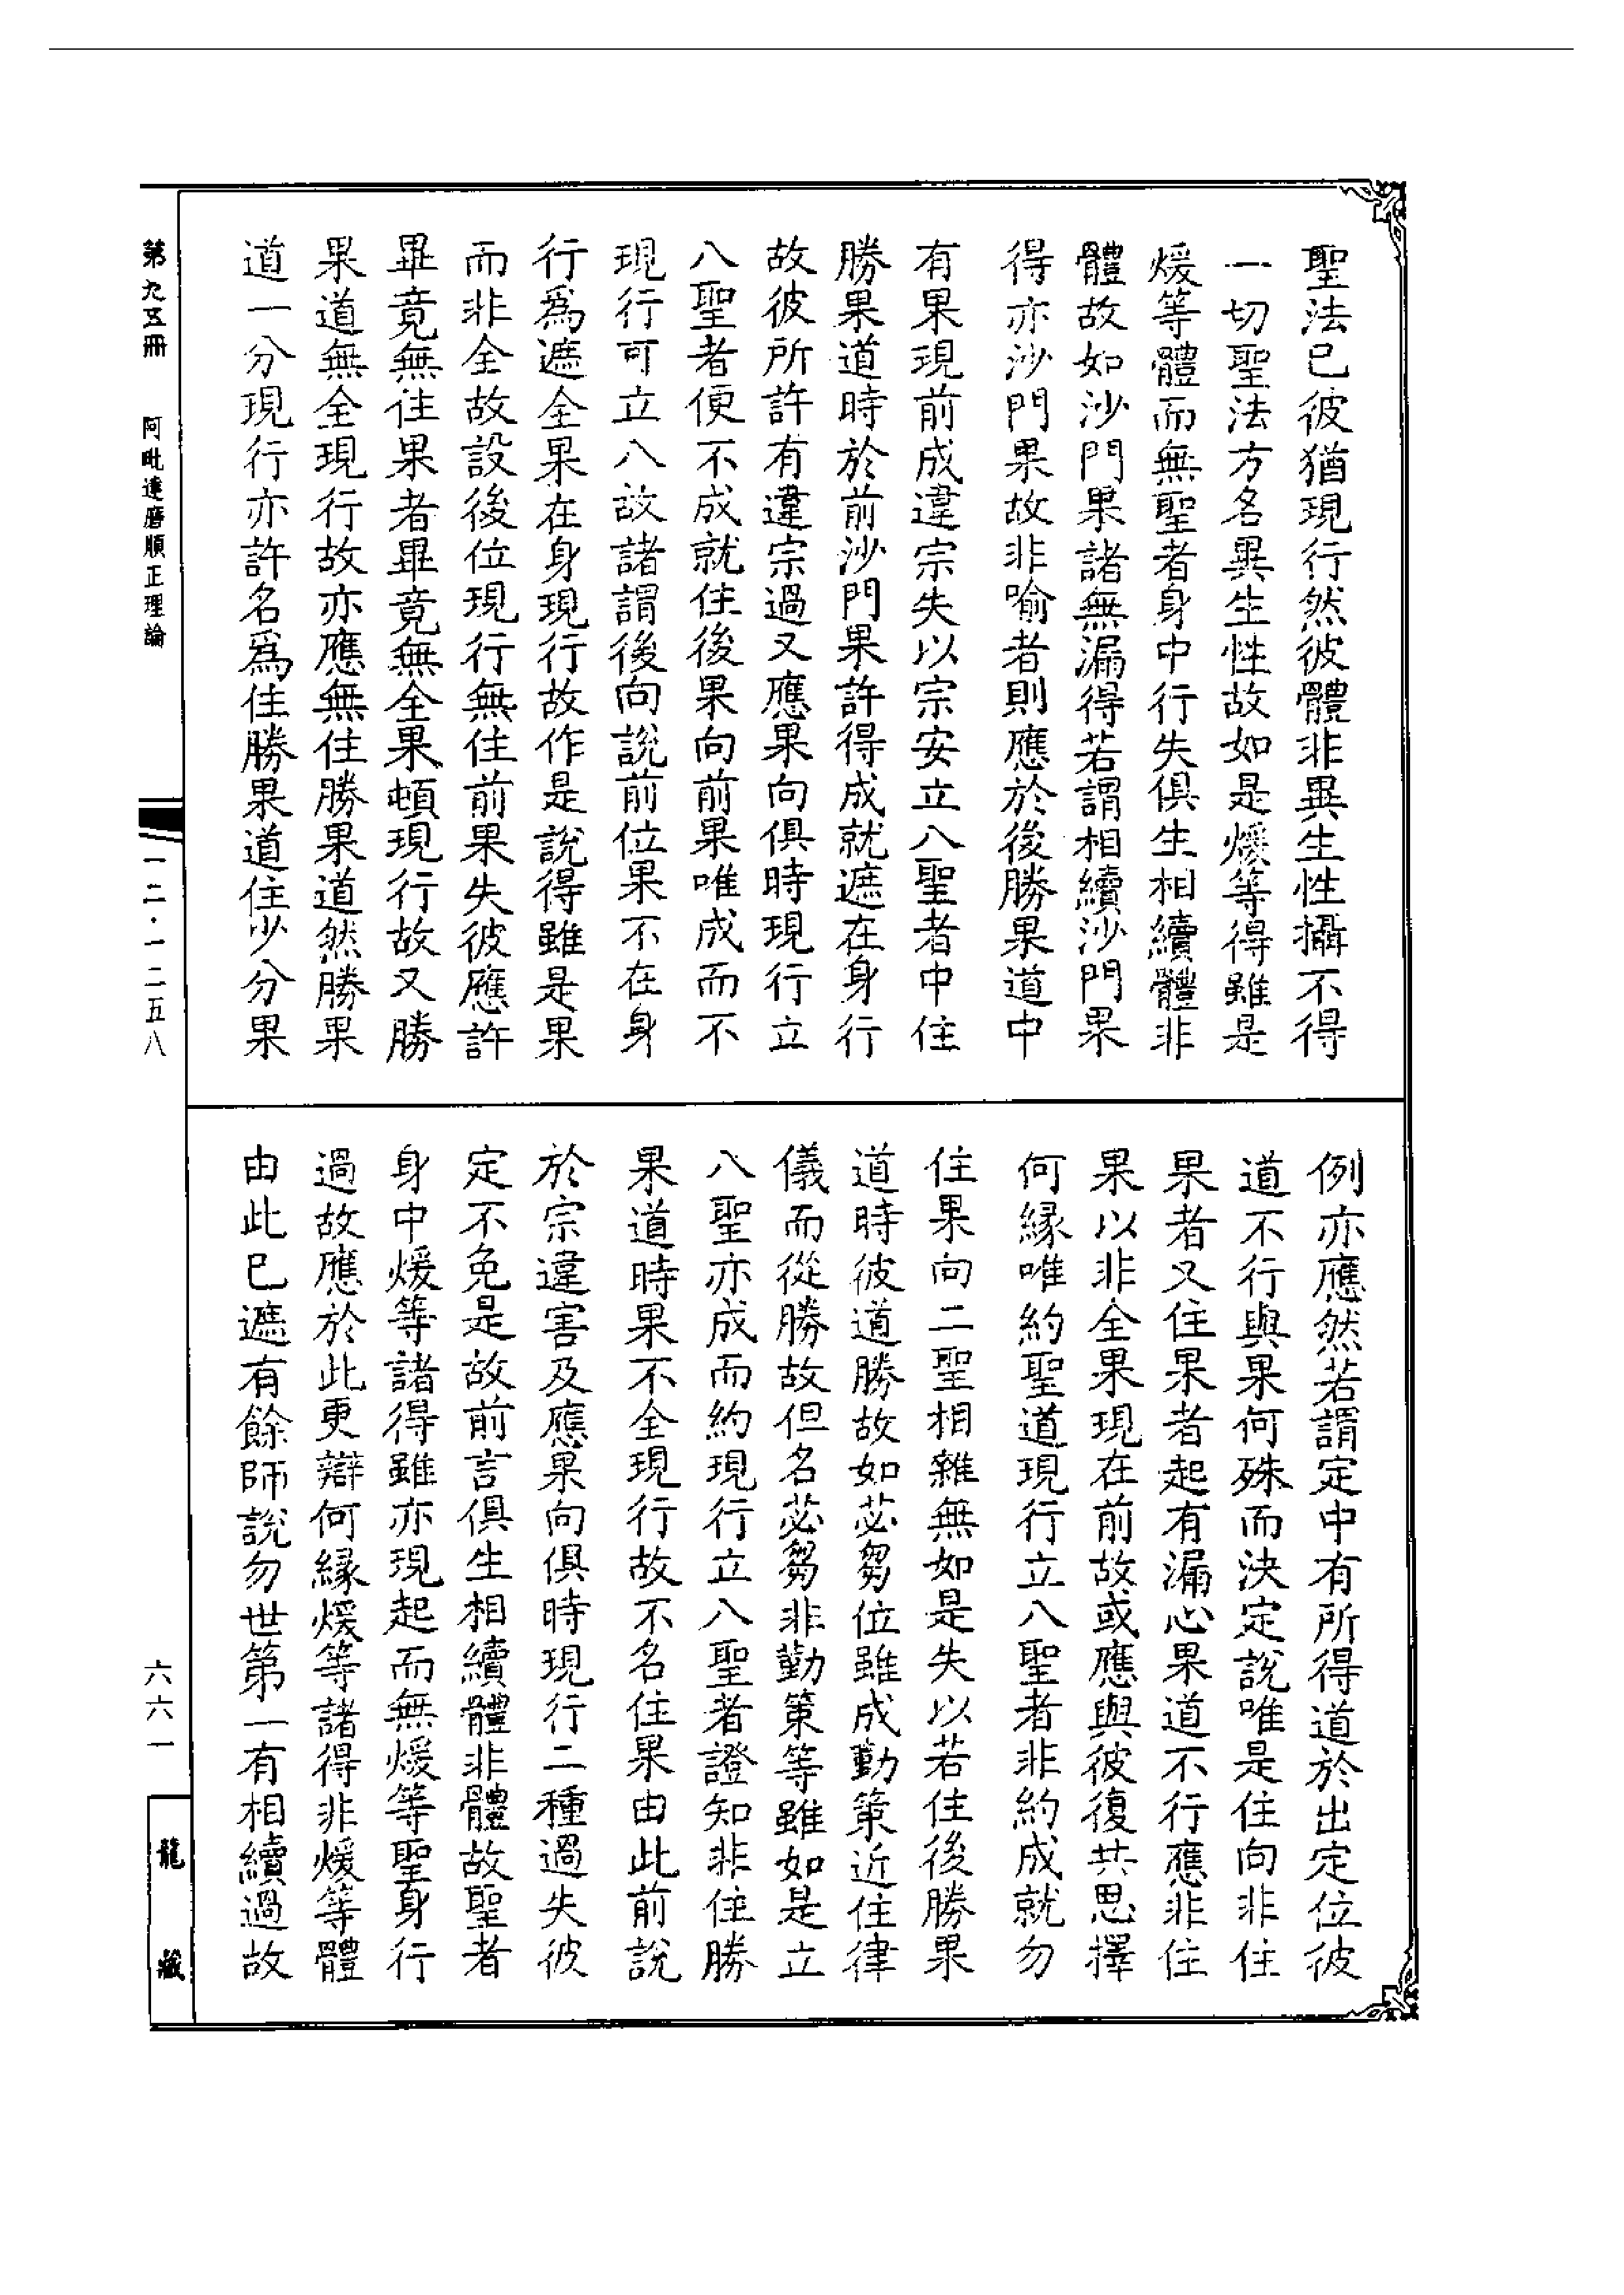 聖法已彼猶現行然彼體非異生性攝不得
一切聖法方名異生性故如是煖等得雖是
煖等體而無聖者身中行失俱生相續體非
體故如沙門果諸無漏得若謂相續沙門果
得亦沙門果故非喻者則應於後勝果道中
有果現前成違宗失以宗安立八聖者中住
勝果道時於前沙門果許得成就遮在身行
故彼所許有違宗過又應果向俱時現行立
八聖者便不成就住後果向前果唯成而不
現行可立八故諸謂後向說前位果不在身
行爲遮全果在身現行故作是說得雖是果
而非全故設後位現行無住前果失彼應許
畢竟無住果者畢竟無全果頓現行故又勝
果道無全現行故亦應無住勝果道然勝果
道一分現行亦許名爲住勝果道住少分果
例亦應然若謂定中有所得道於出定位彼
道不行與果何殊而決定說唯是住向非住
果者又住果者起有漏心果道不行應非住
果以非全果現在前故或應與彼復共思擇
何緣唯約聖道現行立八聖者非約成就勿
住果向二聖相雜無如是失以若住後勝果
道時彼道勝故如苾芻位雖成勤策近住律
儀而從勝故但名苾芻非勤策等雖如是立
八聖亦成而約現行立八聖者證知非住勝
果道時果不全現行故不名住果由此前說
於宗違害及應果向俱時現行二種過失彼
定不免是故前言俱生相續體非體故聖者
身中煖等諸得雖亦現起而無煖等聖身行
過故應於此更辯何緣煖等諸得非煖等體
由此已遮有餘師說勿世第一有相續過故
第九五冊　阿毗達磨順正理論
一二·一二五八
六六一
龍藏